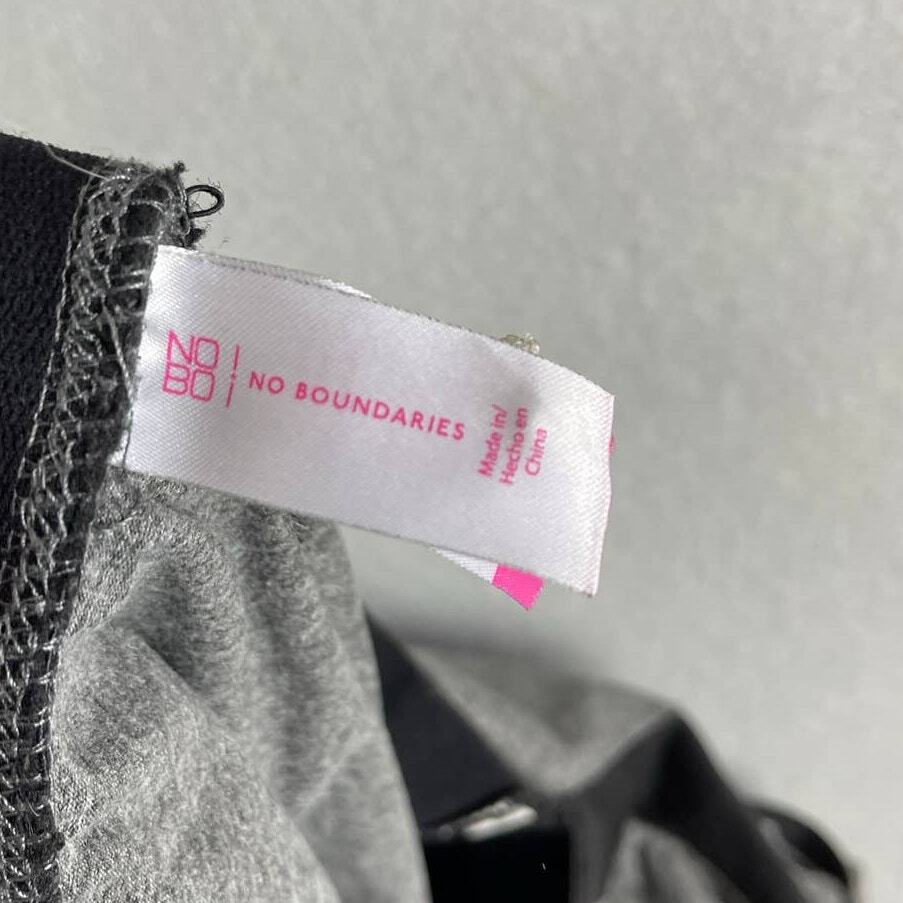 NO
BO
NO BOUNDARIES
Made in/
Hecho en
China